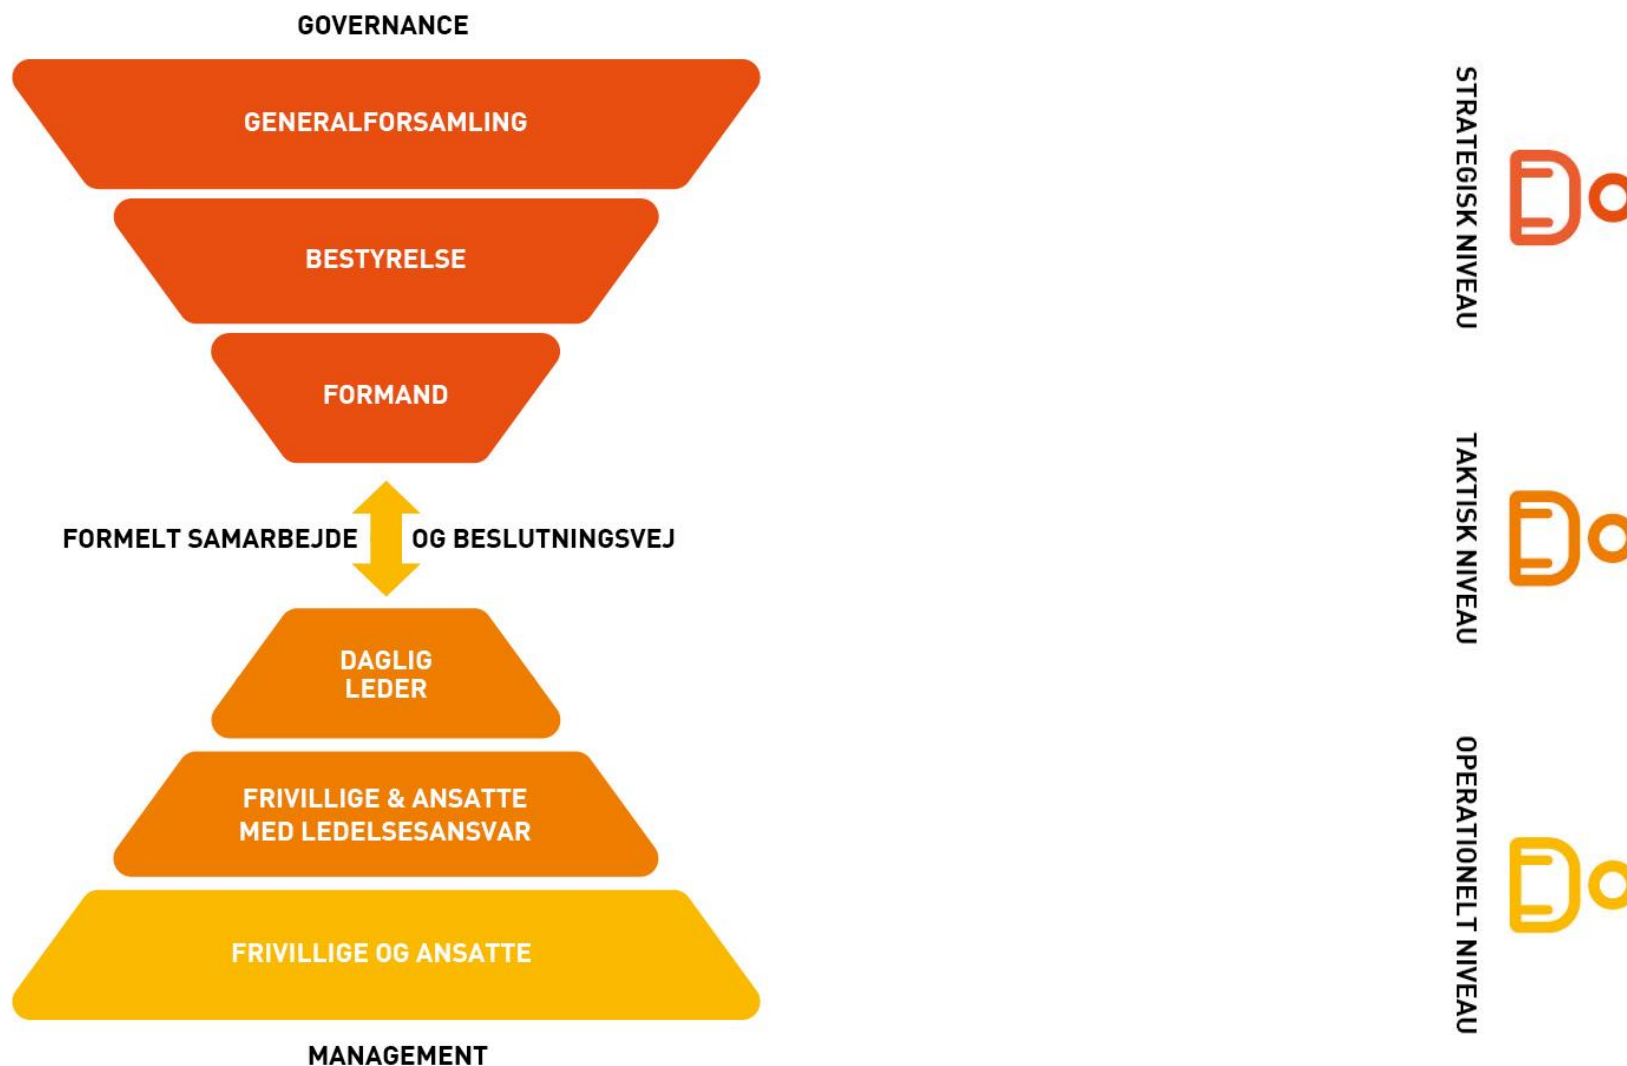 GOVERNANCE
GENERALFORSAMLING
BESTYRELSE
FORMAND
FORMELT SAMARBEJDE OG BESLUTNINGSVEJ
DAGLIG
LEDER
FRIVILLIGE & ANSATTE
MED LEDELSESANSVAR
FRIVILLIGE OG ANSATTE
MANAGEMENT
STRATEGISK NIVEAU
TAKTISK NIVEAU
OPERATIONELT NIVEAU